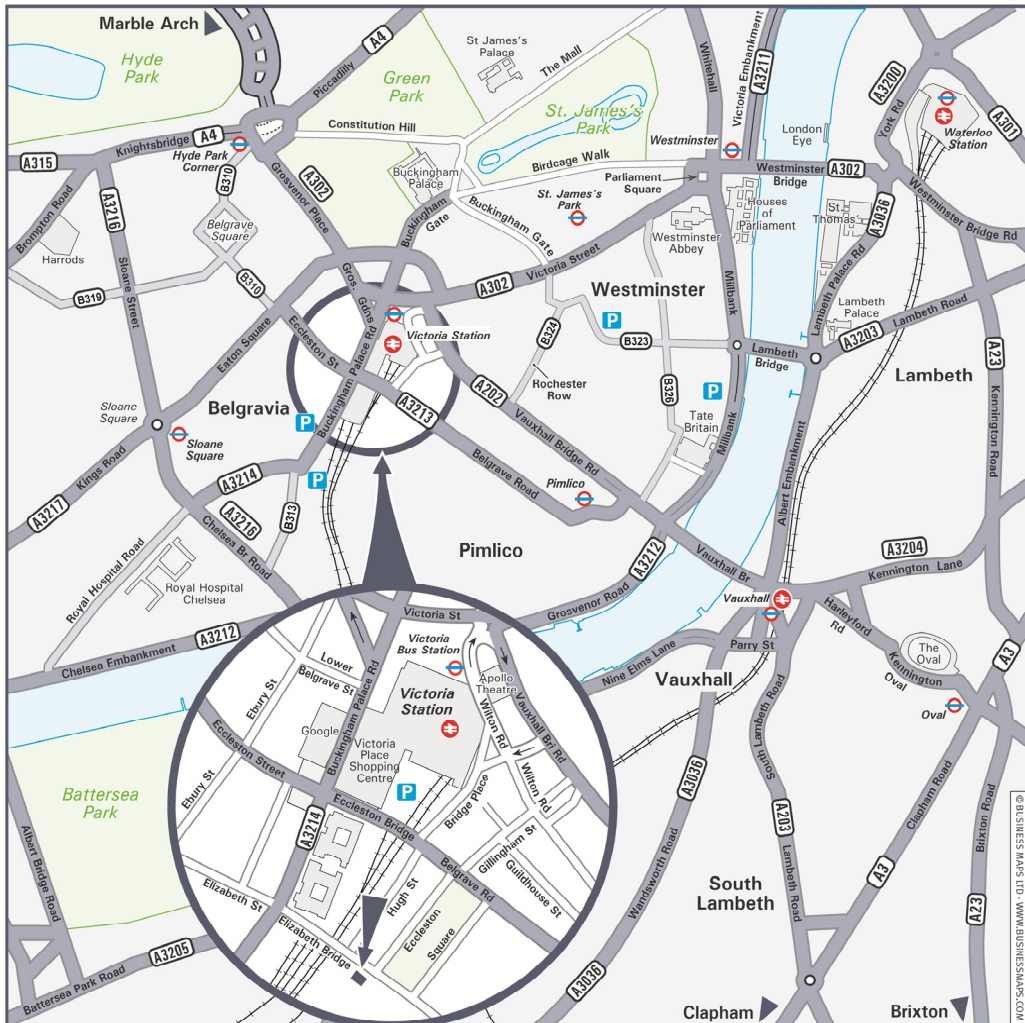 Marble Arch
Hyde
Park
A4
Piccadilly
St James's
Palace
The Mall
Whitehall
Victoria Embankment
A3211
A3200
York Rd
A301
Green
Park
St. James's
Park
Constitution Hill
Birdcage Walk
Westminster
London
Eye
Waterloo
Station
A315
Knightsbridge
A4
Hyde Park
Corner
B310
A302
Grosvenor Place
Buckingham
Palace
Buckingham
Gate
Buckingham Gate
St. James's
Park
Parliament
Square
Westminster
Bridge
A302
Westminster Bridge Rd
Brompton Road
A3216
Sloane Street
Belgrave
Square
Harrods
B319
B310
Houses
of
Parliament
St.
Thomas'
A3036
Lambeth Palace Rd
Westminster
Abbey
Millbank
Victoria Street
A302
Westminster
Gros. Gdns
Eaton Square
Eccleston St
Buckingham Palace Rd
Victoria Station
B324
B323
P
Rochester
Row
B326
Lambeth
Palace
Lambeth Road
A3203
Lambeth
Bridge
Lambeth
A23
Kennington Road
Sloane
Square
Sloane
Square
Belgravia
P
P
A3213
A202
Vauxhall Bridge Rd
Belgrave Road
Pimlico
P
Tate
Britain
Millbank
Albert Embankment
Kings Road
A3217
A3214
A3216
B313
Chelsea Br Road
Royal Hospital Road
Royal Hospital
Chelsea
Pimlico
A3212
Grosvenor Road
Vauxhall Br
Vauxhall
A3204
Kennington Lane
Harleyford
Rd
Kennington
Oval
The
Oval
Oval
A3
Parry St
Nine Elms Lane
Vauxhall
South Lambeth Road
A3212
Chelsea Embankment
Victoria St
Victoria
Bus Station
Lower
Belgrave St
Ebury St
Buckingham Palace Rd
Apollo
Theatre
Victoria
Station
Wilton Rd
Vauxhall Bri Rd
Google
Victoria
Place
Shopping
Centre
P
Eccleston Street
Ebury St
Wilton Rd
Bridge Place
Eccleston Bridge
A3214
Gillingham St
Guildhouse St
Belgrave Rd
Hugh St
Elizabeth St
Elizabeth Bridge
Eccleston
Square
Battersea
Park
Albert Bridge Road
A3205
Battersea Park Road
A3036
Wandsworth Road
A3036
A203
Lambeth Road
South
Lambeth
Clapham Road
A3
Brixton Road
A23
Clapham
Brixton
© BUSINESS MAPS LTD - WWW.BUSINESSMAPS.COM